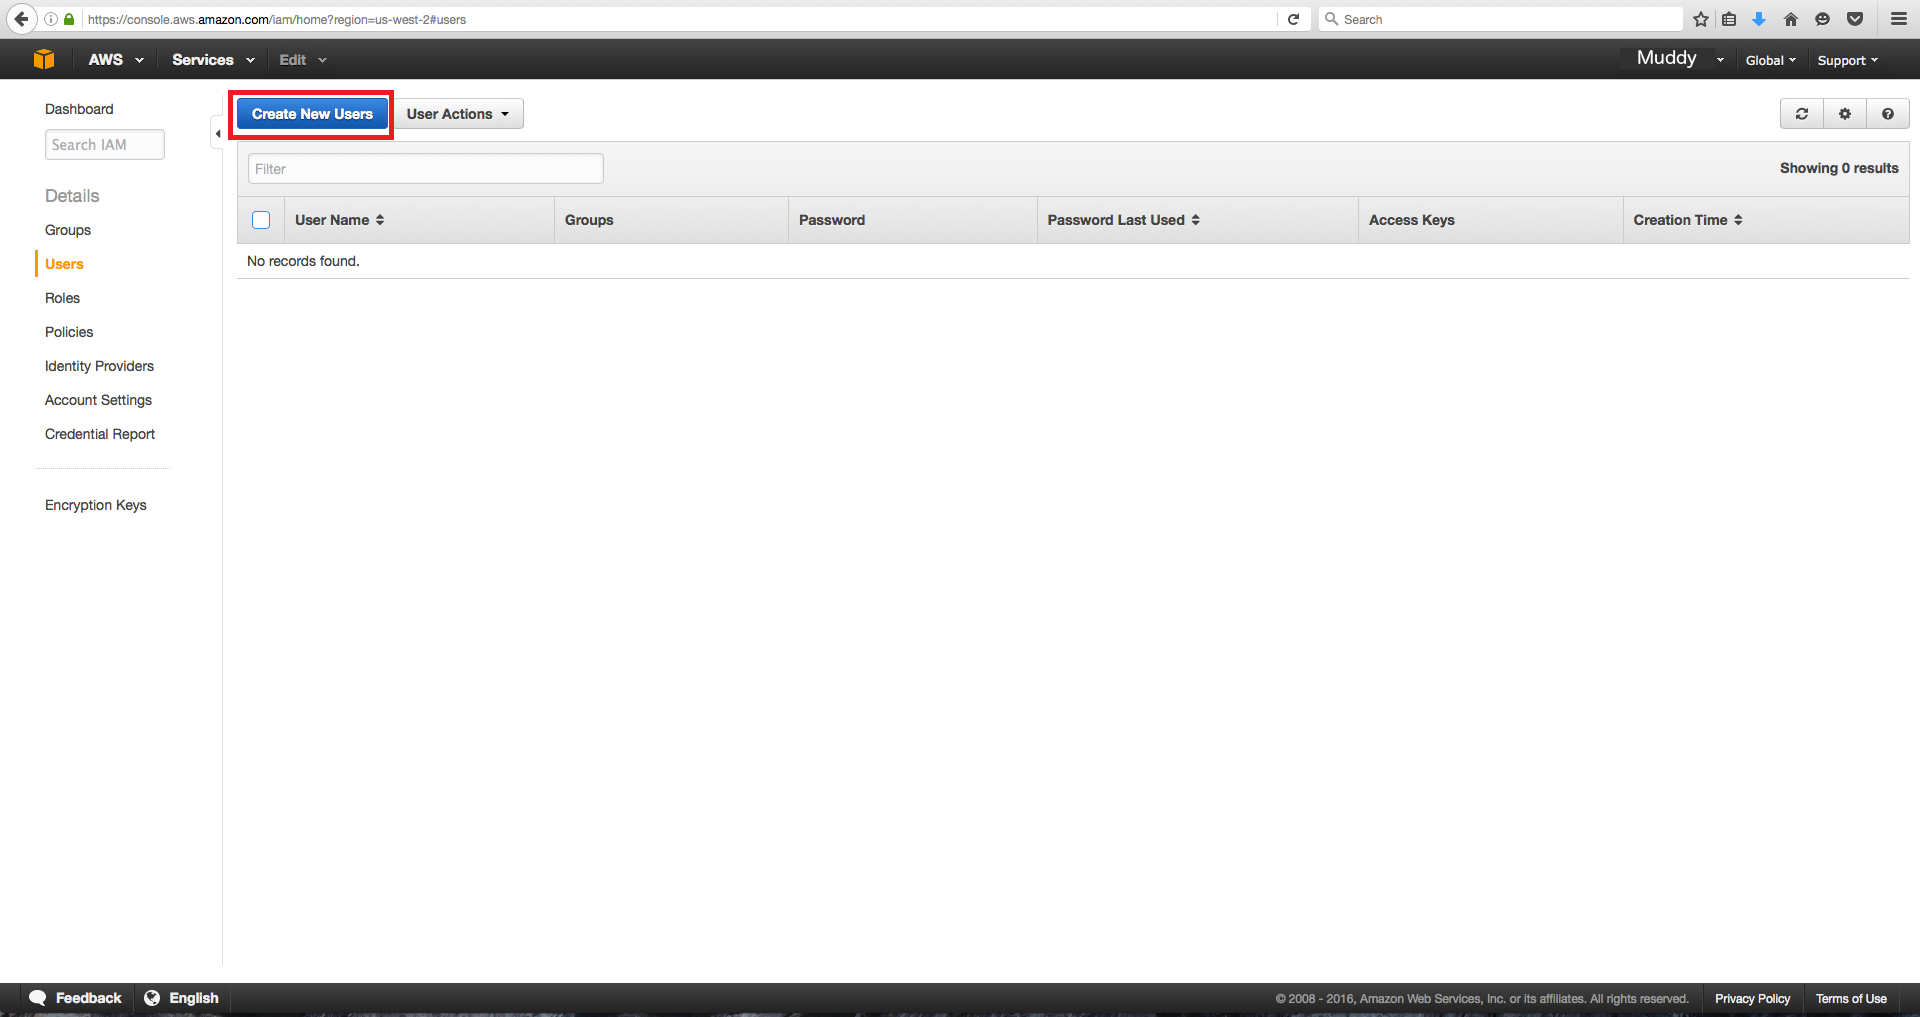 https://console.aws.amazon.com/iam/home?region=us-west-2#users
Search
AWS Services Edit Muddy Global Support
Dashboard
Search IAM
Details
Groups
Users
Roles
Policies
Identity Providers
Account Settings
Credential Report
Encryption Keys
Create New Users User Actions
Filter Showing 0 results
User Name Groups Password Password Last Used Access Keys Creation Time
No records found.
Feedback English © 2008 - 2016, Amazon Web Services, Inc. or its affiliates. All rights reserved. Privacy Policy Terms of Use